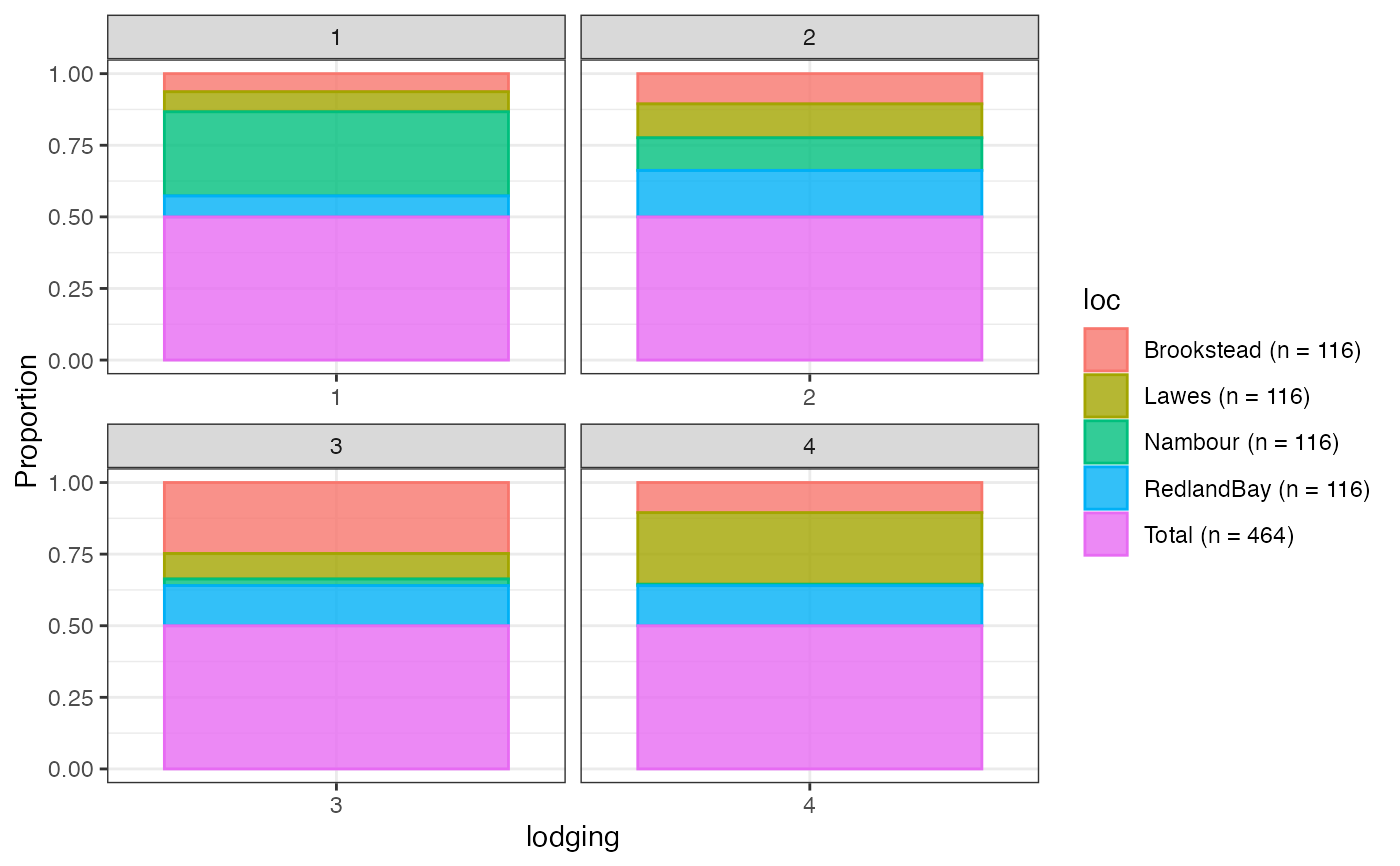 1
2
1.00
0.75
0.50
0.25
0.00
1
2
3
4
1.00
0.75
0.50
0.25
0.00
3
4
Proportion
lodging
loc
Brookstead (n = 116)
Lawes (n = 116)
Nambour (n = 116)
RedlandBay (n = 116)
Total (n = 464)